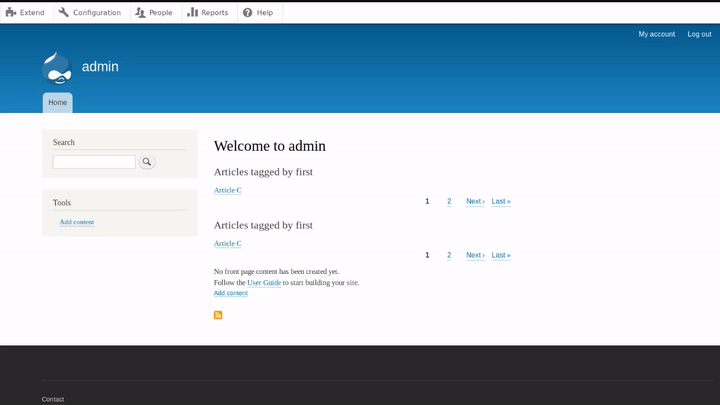 Extend Configuration People Reports Help
My account Log out
admin
Home
Search
Tools
Add content
Welcome to admin
Articles tagged by first
Article C
1 2 Next › Last »
Articles tagged by first
Article C
1 2 Next › Last »
No front page content has been created yet.
Follow the User Guide to start building your site.
Add content
Contact